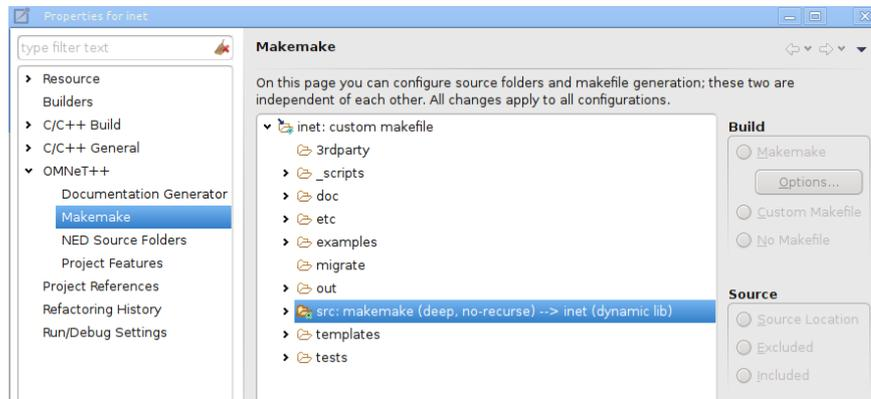 Properties for inet
type filter text
Resource
Builders
C/C++ Build
C/C++ General
OMNeT++
Documentation Generator
Makemake
NED Source Folders
Project Features
Project References
Refactoring History
Run/Debug Settings
Makemake
On this page you can configure source folders and makefile generation; these two are
independent of each other. All changes apply to all configurations.
inet: custom makefile
3rdparty
_scripts
doc
etc
examples
migrate
out
src: makemake (deep, no-recurse) --> inet (dynamic lib)
templates
tests
Build
Makemake
Options...
Custom Makefile
No Makefile
Source
Source Location
Excluded
Included